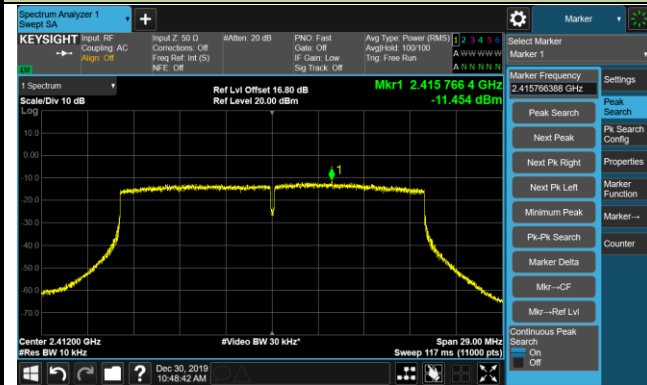 Spectrum Analyzer 1
Swept SA
+
Marker
KEYSIGHT
Input: RF
Coupling: AC
Align: Off
Input Z: 50 Ω
Corrections: Off
Freq Ref: Int (S)
NFE: Off
#Atten: 20 dB
PNO: Fast
Gate: Off
IF Gain: Low
Sig Track: Off
Avg Type: Power (RMS)
Avg|Hold: 100/100
Trig: Free Run
1 2 3 4 5 6
A W W W W W
A N N N N N
Select Marker
Marker 1
1 Spectrum
Scale/Div 10 dB
Log
Ref Lvl Offset 16.80 dB
Ref Level 20.00 dBm
Mkr1 2.415 766 4 GHz
-11.454 dBm
Marker Frequency
2.415766388 GHz
Peak Search
Next Peak
Next Pk Right
Next Pk Left
Minimum Peak
Pk-Pk Search
Marker Delta
Mkr→CF
Mkr→Ref Lvl
Continuous Peak
Search
On
Off
Settings
Peak
Search
Pk Search
Config
Properties
Marker
Function
Marker→
Counter
10.0
0.00
-10.0
-20.0
-30.0
-40.0
-50.0
-60.0
-70.0
1
Center 2.41200 GHz
#Res BW 10 kHz
#Video BW 30 kHz*
Span 29.00 MHz
Sweep 117 ms (11000 pts)
?
Dec 30, 2019
10:48:42 AM